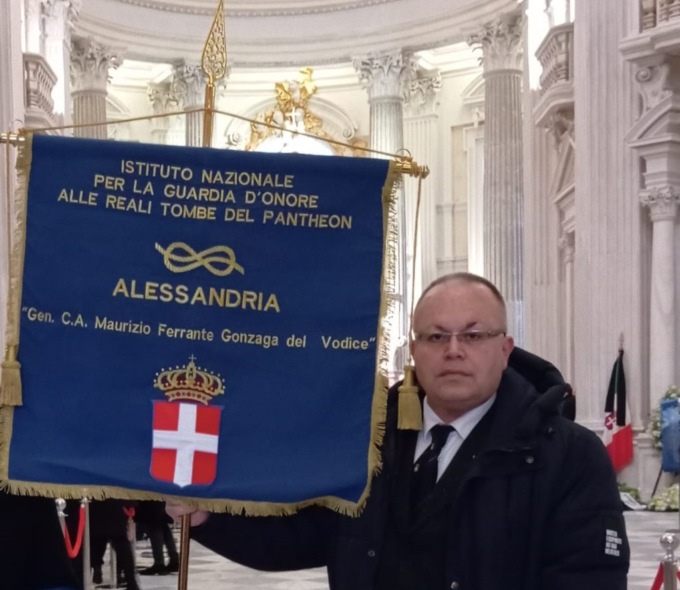 ISTITUTO NAZIONALE
PER LA GUARDIA D'ONORE
ALLE REALI TOMBE DEL PANTHEON
ALESSANDRIA
"Gen. C.A. Maurizio Ferrante Gonzaga del Vodice"